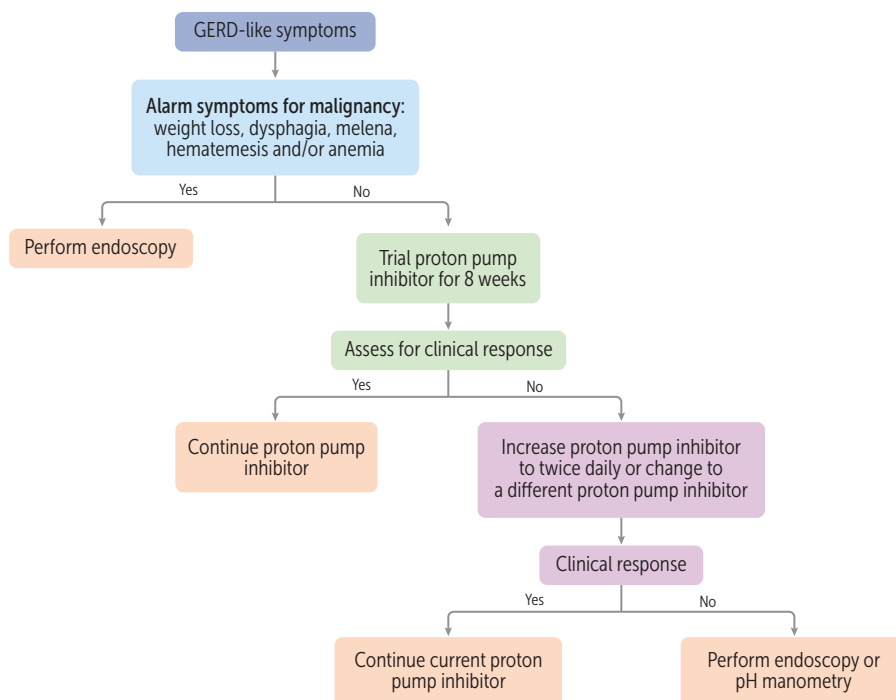 GERD-like symptoms
Alarm symptoms for malignancy:
weight loss, dysphagia, melena,
hematemesis and/or anemia
Yes
No
Perform endoscopy
Trial proton pump
inhibitor for 8 weeks
Assess for clinical response
Yes
No
Continue proton pump
inhibitor
Increase proton pump inhibitor
to twice daily or change to
a different proton pump inhibitor
Clinical response
Yes
No
Continue current proton
pump inhibitor
Perform endoscopy or
pH manometry